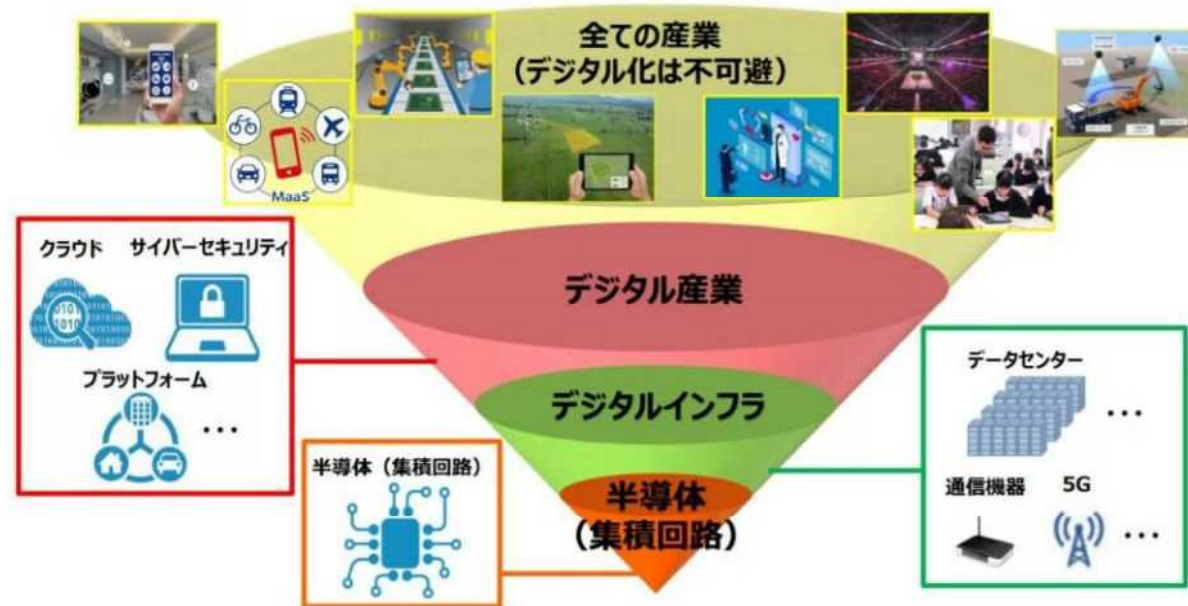 全ての産業
（デジタル化は不可避）
MaaS
クラウド
サイバーセキュリティ
プラットフォーム
・・・
デジタル産業
デジタルインフラ
データセンター
・・・
通信機器
5G
・・・
半導体（集積回路）
半導体
（集積回路）